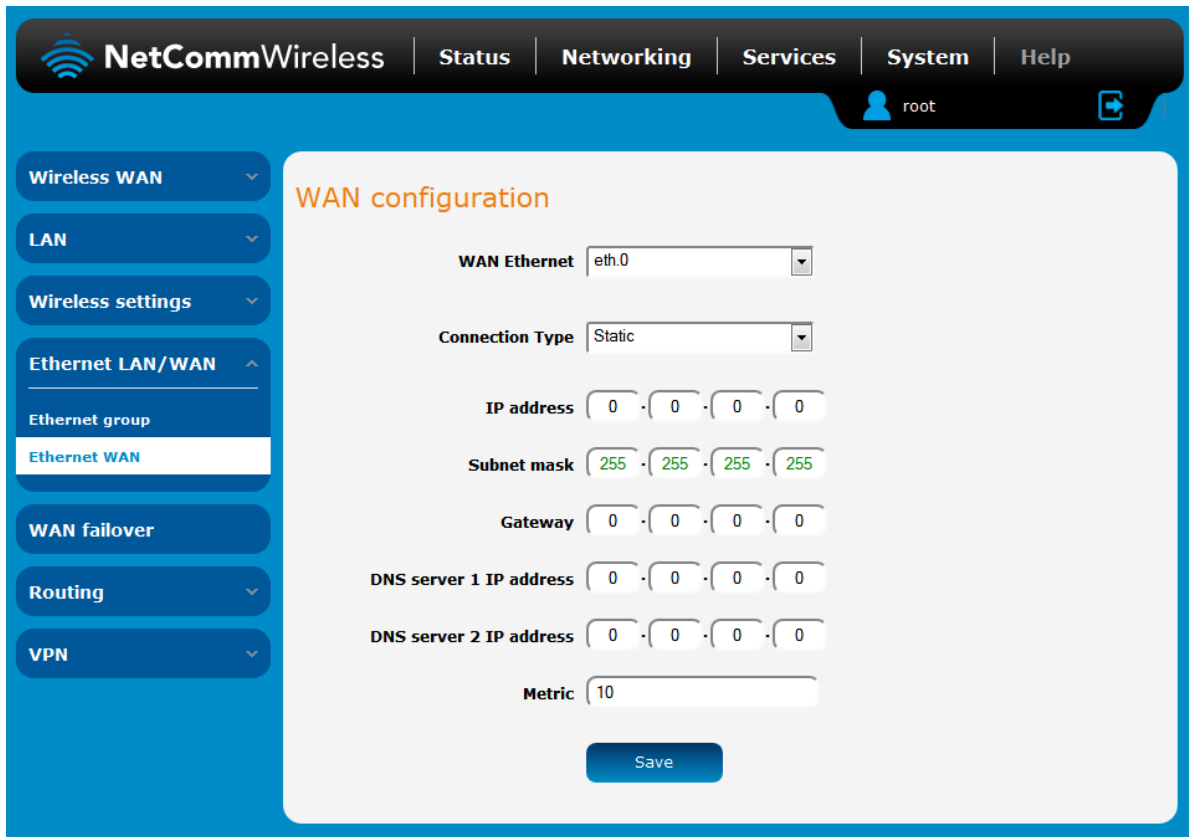 NetCommWireless Status Networking Services System Help
root
Wireless WAN
LAN
Wireless settings
Ethernet LAN/WAN
Ethernet group
Ethernet WAN
WAN failover
Routing
VPN
WAN configuration
WAN Ethernet eth.0
Connection Type Static
IP address 0 . 0 . 0 . 0
Subnet mask 255 . 255 . 255 . 255
Gateway 0 . 0 . 0 . 0
DNS server 1 IP address 0 . 0 . 0 . 0
DNS server 2 IP address 0 . 0 . 0 . 0
Metric 10
Save